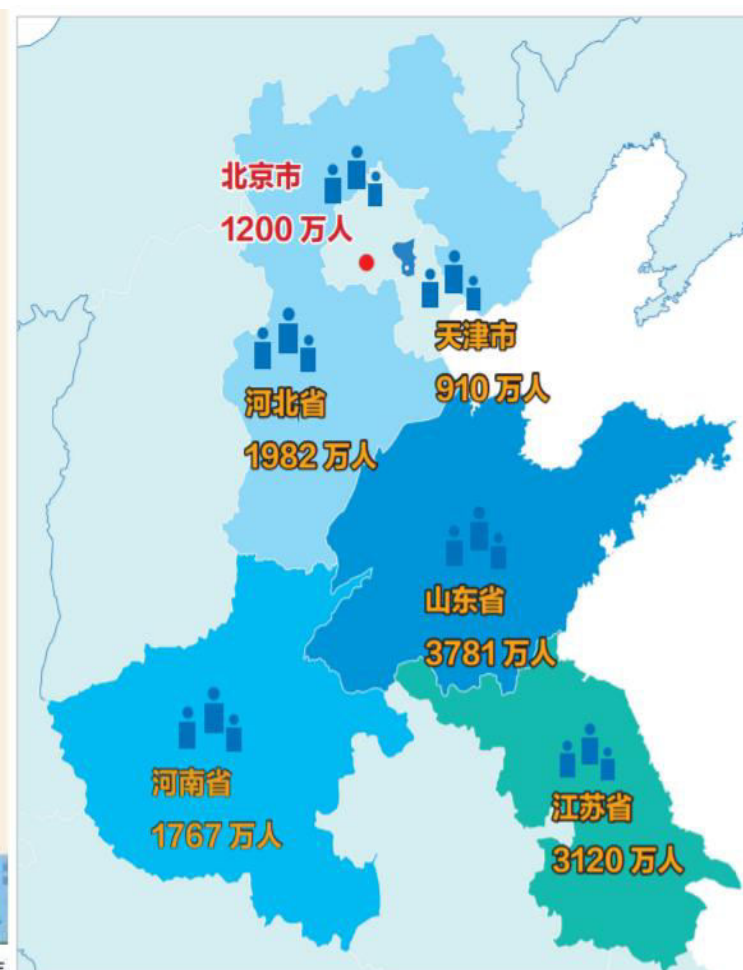 北京市
1200 万人
天津市
910 万人
河北省
1982 万人
山东省
3781 万人
河南省
1767 万人
江苏省
3120 万人